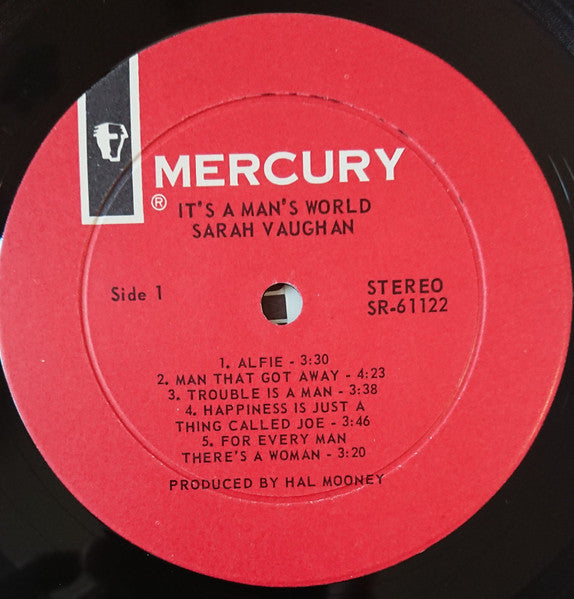 MERCURY
®
IT'S A MAN'S WORLD
SARAH VAUGHAN
Side 1
STEREO
SR-61122
1. ALFIE - 3:30
2. MAN THAT GOT AWAY - 4:23
3. TROUBLE IS A MAN - 3:38
4. HAPPINESS IS JUST A
THING CALLED JOE - 3:46
5. FOR EVERY MAN
THERE'S A WOMAN - 3:20
PRODUCED BY HAL MOONEY